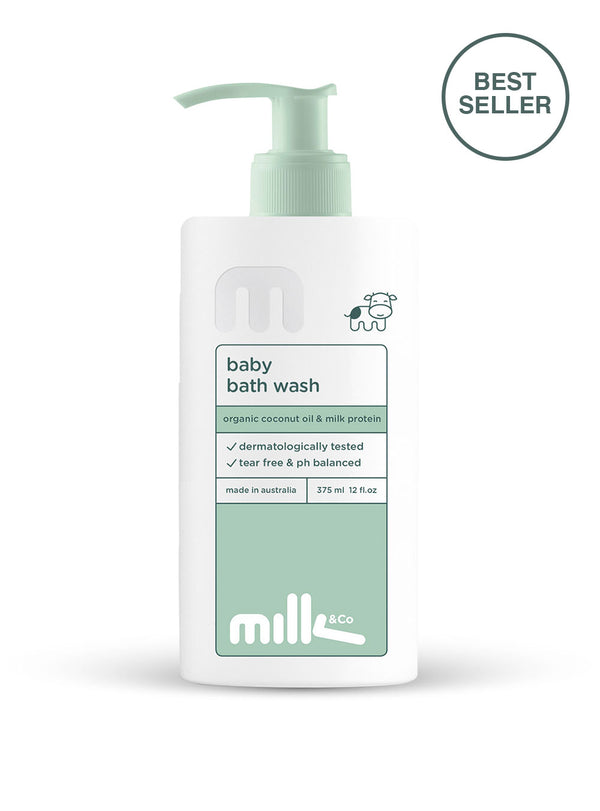 BEST
SELLER
m
baby
bath wash
organic coconut oil & milk protein
✓ dermatologically tested
✓ tear free & ph balanced
made in australia
375 ml 12 fl.oz
milk &Co